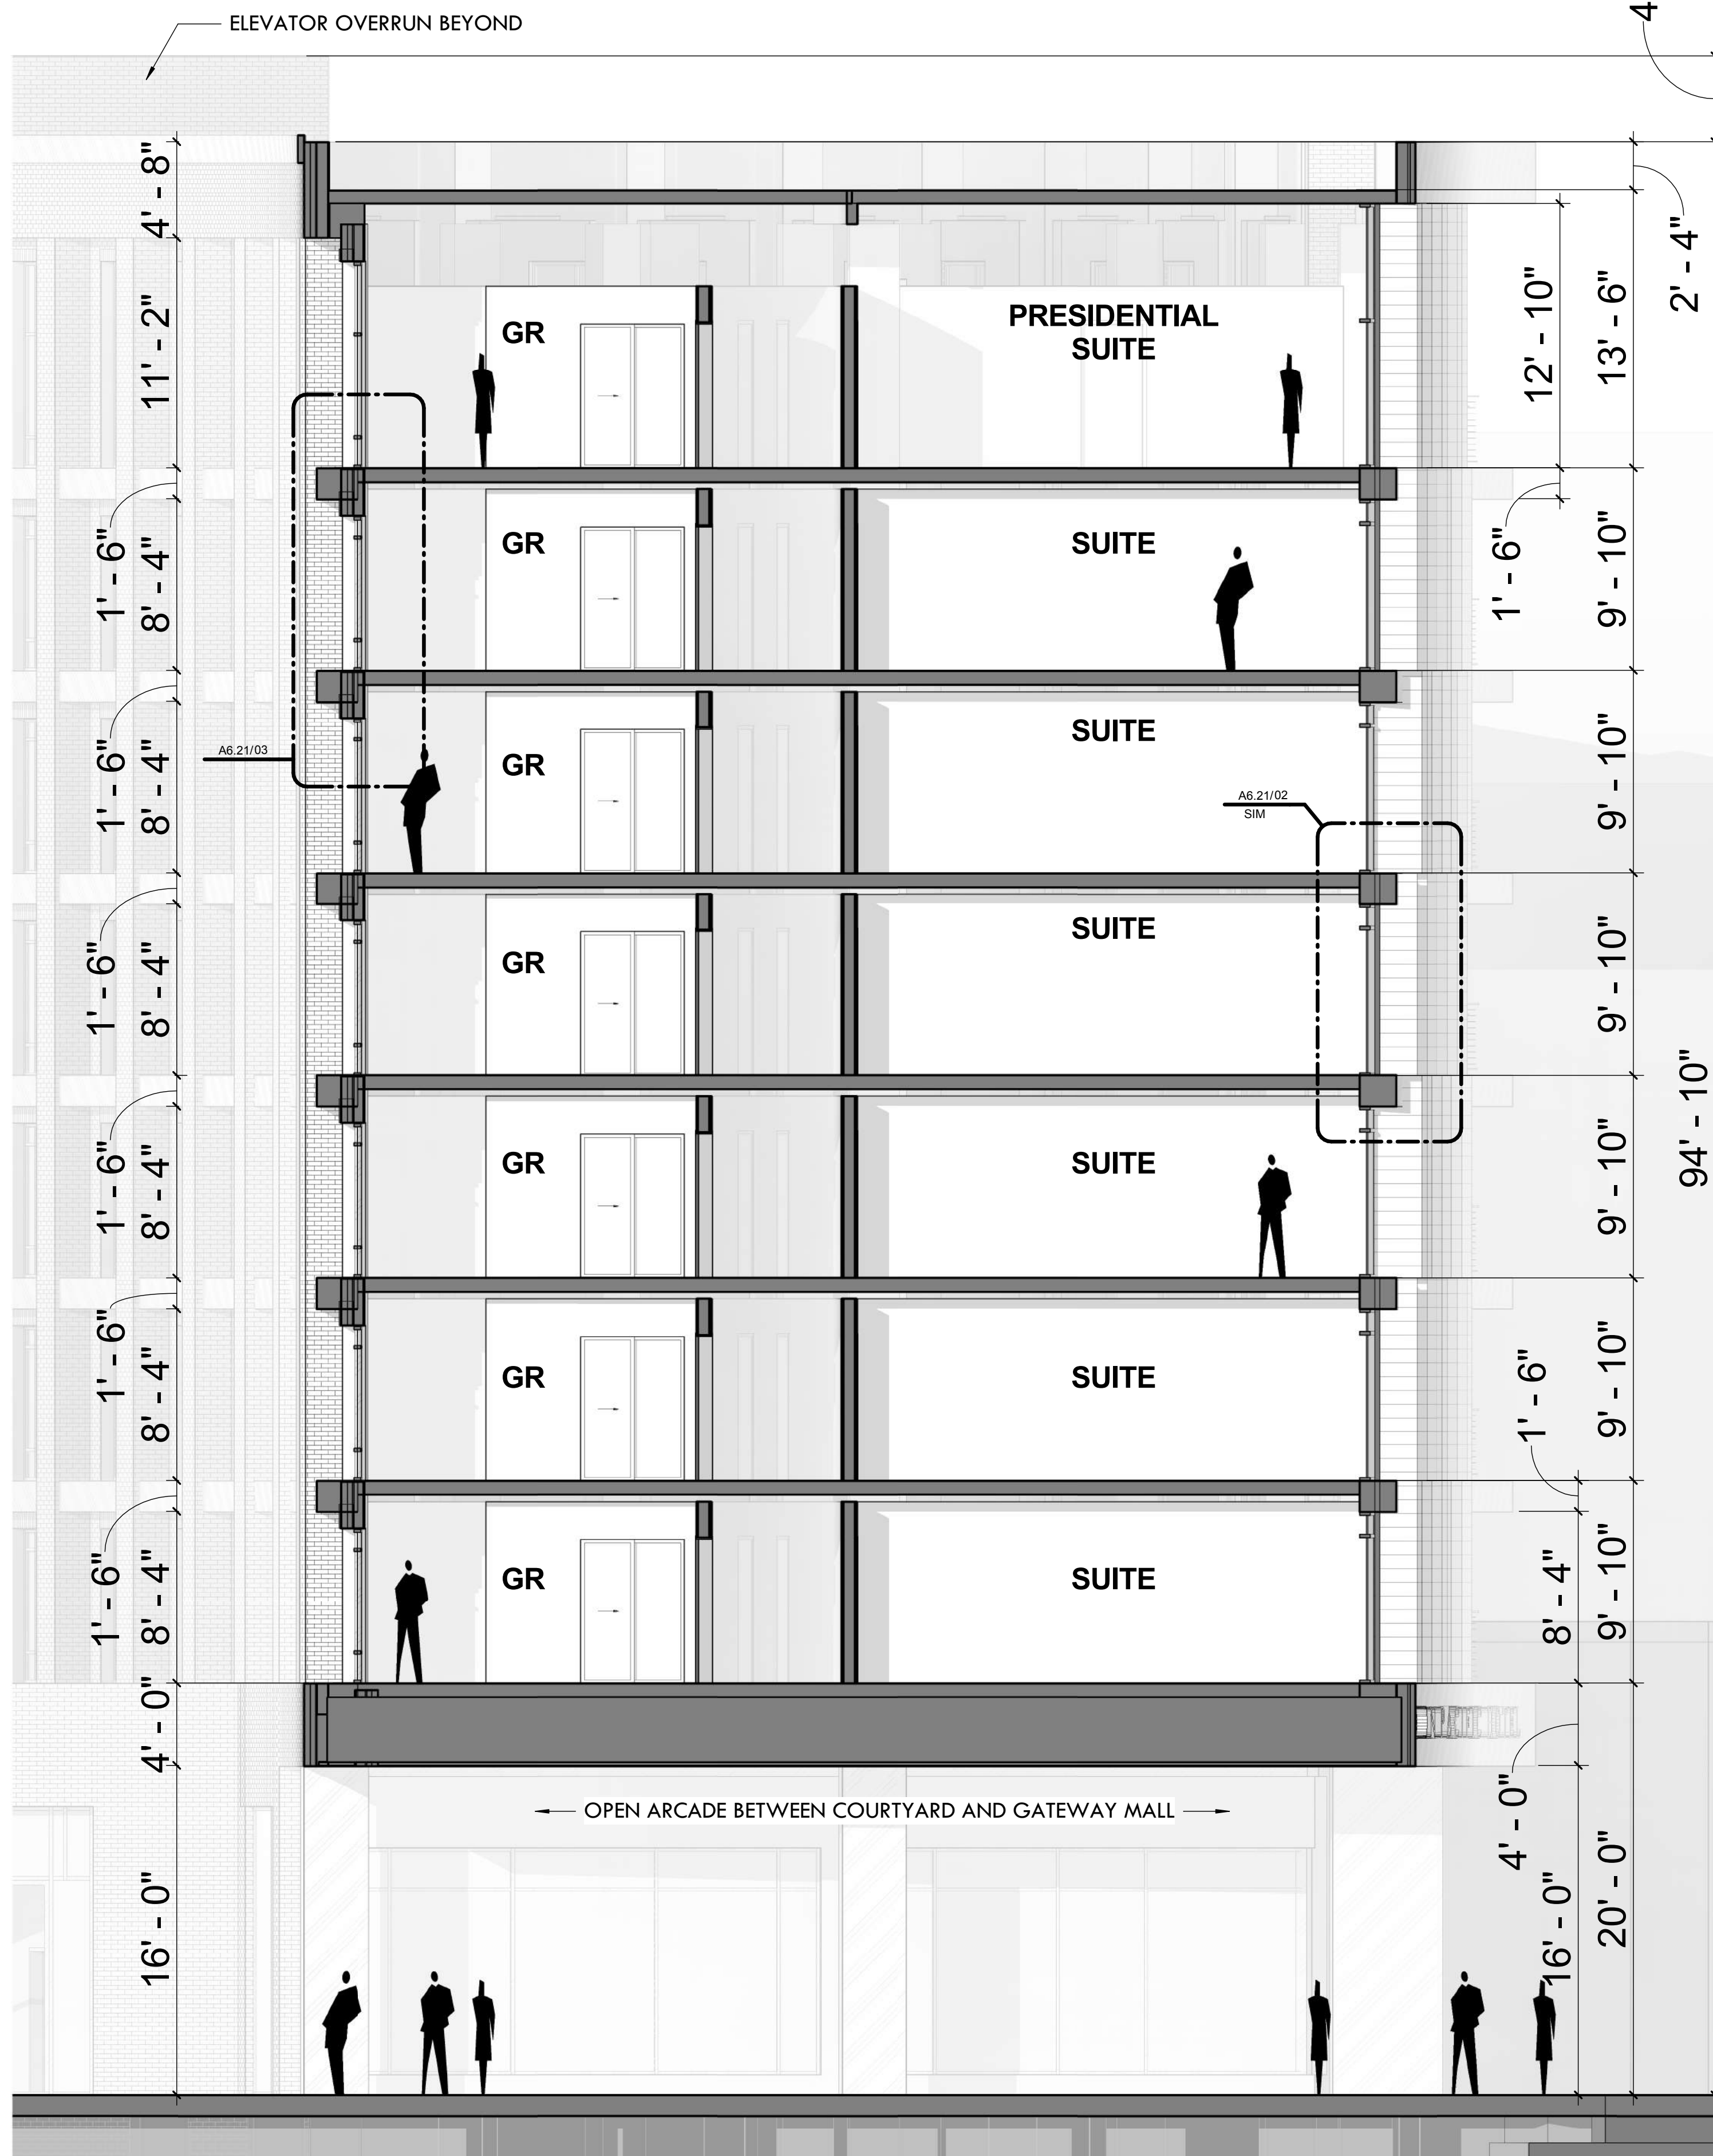 ELEVATOR OVERRUN BEYOND
4
4' - 8"
2' - 4"
11' - 2"
GR
PRESIDENTIAL
SUITE
12' - 10"
13' - 6"
1' - 6"
8' - 4"
GR
SUITE
1' - 6"
9' - 10"
A6.21/03
1' - 6"
8' - 4"
GR
SUITE
9' - 10"
A6.21/02
SIM
1' - 6"
8' - 4"
GR
SUITE
9' - 10"
94' - 10"
1' - 6"
8' - 4"
GR
SUITE
9' - 10"
1' - 6"
8' - 4"
GR
SUITE
1' - 6"
9' - 10"
1' - 6"
8' - 4"
GR
SUITE
8' - 4"
9' - 10"
4' - 0"
4' - 0"
OPEN ARCADE BETWEEN COURTYARD AND GATEWAY MALL
16' - 0"
16' - 0"
20' - 0"